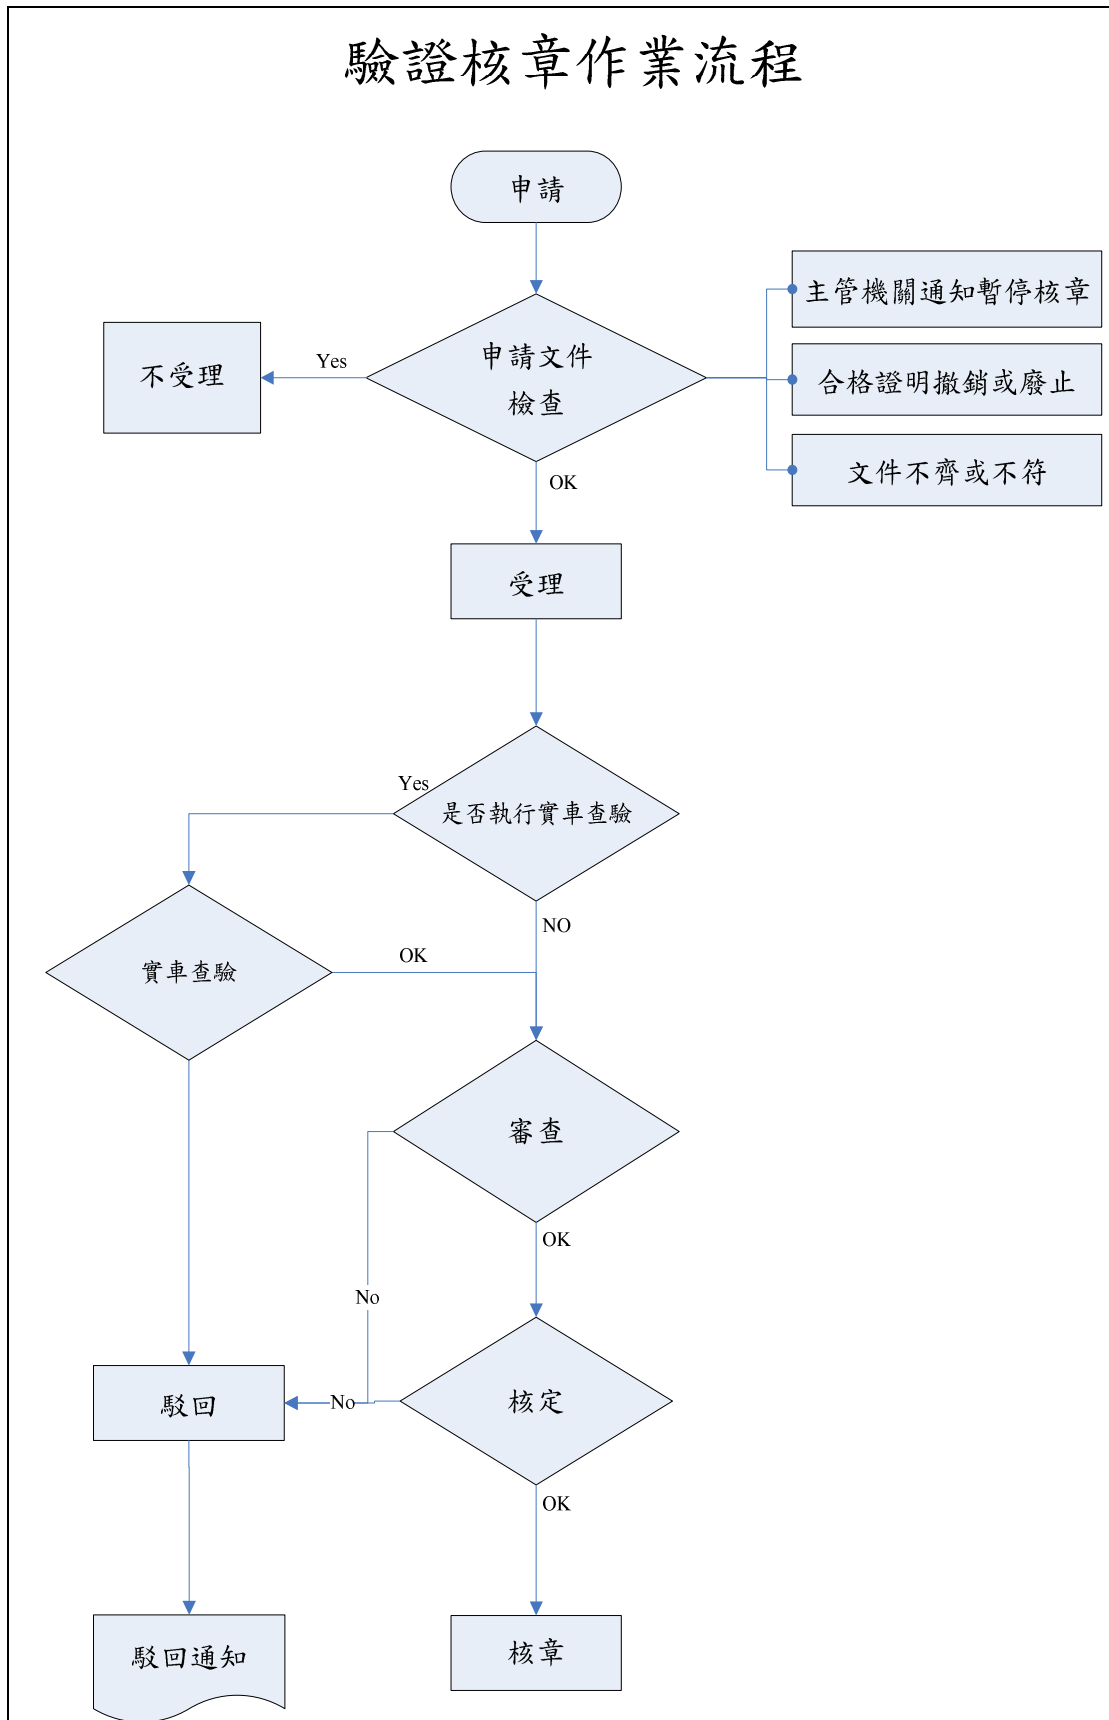 驗證核章作業流程
申請
主管機關通知暫停核章
不受理
Yes
申請文件
檢查
合格證明撤銷或廢止
文件不齊或不符
OK
受理
Yes
是否執行實車查驗
NO
實車查驗
OK
審查
OK
No
駁回
No
核定
OK
駁回通知
核章